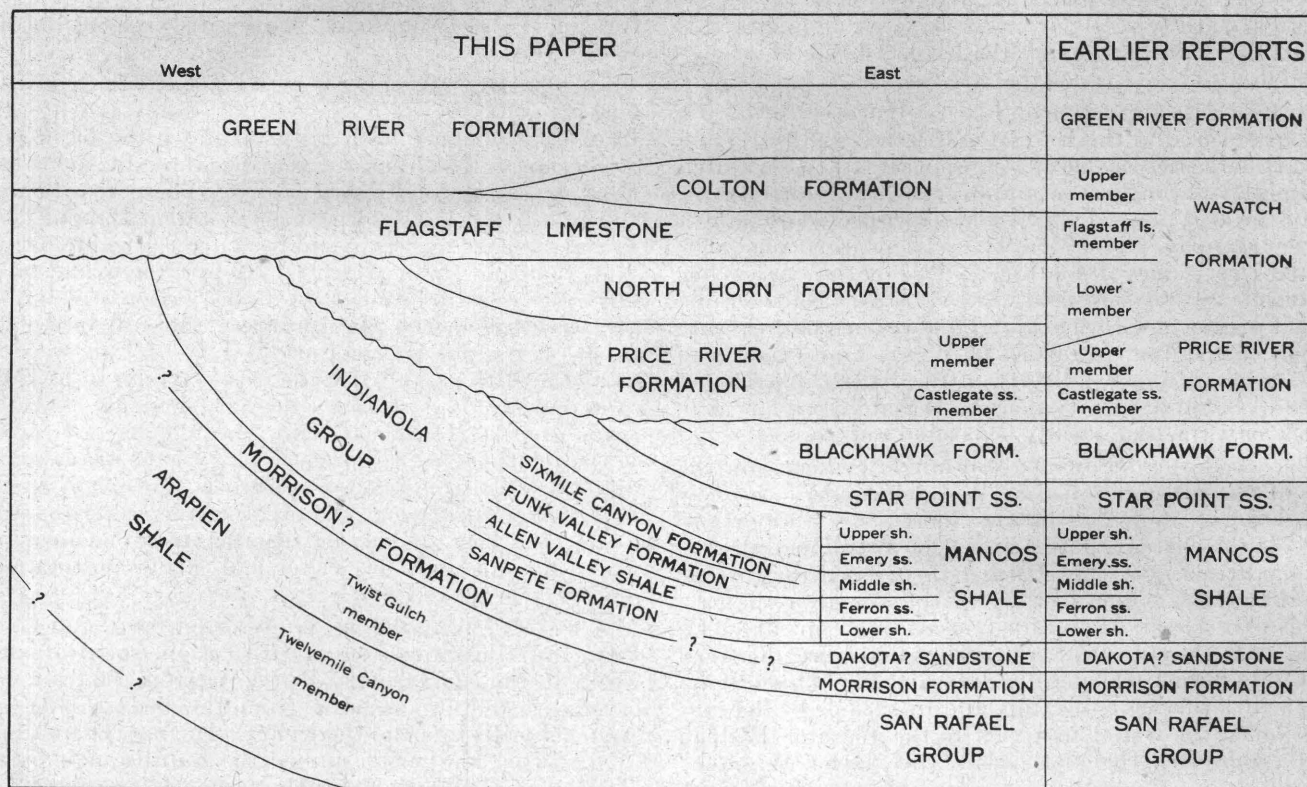 THIS PAPER
West
East
GREEN RIVER FORMATION
COLTON FORMATION
FLAGSTAFF LIMESTONE
NORTH HORN FORMATION
PRICE RIVER
FORMATION
Upper
member
Castlegate ss.
member
?
INDIANOLA
GROUP
BLACKHAWK FORM.
STAR POINT SS.
SIXMILE CANYON FORMATION
FUNK VALLEY FORMATION
ALLEN VALLEY SHALE
SANPETE FORMATION
MORRISON ?
FORMATION
ARAPIEN
SHALE
Twist Gulch
member
Twelvemile Canyon
member
?
?
?
?
Upper sh.
Emery ss.
Middle sh.
Ferron ss.
Lower sh.
MANCOS
SHALE
DAKOTA? SANDSTONE
MORRISON FORMATION
SAN RAFAEL
GROUP
EARLIER REPORTS
GREEN RIVER FORMATION
Upper
member
Flagstaff ls.
member
Lower
member
WASATCH
FORMATION
Upper
member
Castlegate ss.
member
PRICE RIVER
FORMATION
BLACKHAWK FORM.
STAR POINT SS.
Upper sh.
Emery ss.
Middle sh.
Ferron ss.
Lower sh.
MANCOS
SHALE
DAKOTA? SANDSTONE
MORRISON FORMATION
SAN RAFAEL
GROUP